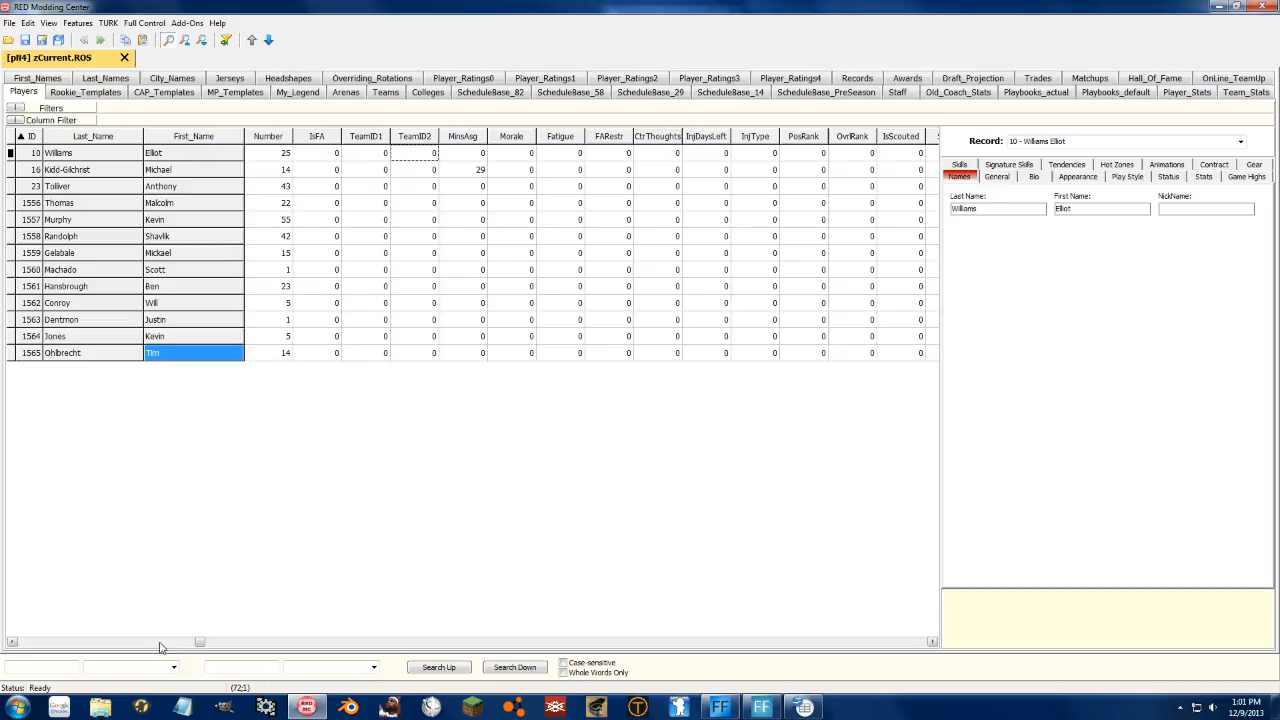 RED Modding Center
File Edit View Features TURK Full Control Add-Ons Help
[pN4] zCurrent.ROS
First_Names Last_Names City_Names Jerseys Headshapes Overriding_Rotations Player_Ratings0 Player_Ratings1 Player_Ratings2 Player_Ratings3 Player_Ratings4 Records Awards Draft_Projection Trades Matchups Hall_Of_Fame OnLine_TeamUp
Players Rookie_Templates CAP_Templates MP_Templates My_Legend Arenas Teams Colleges ScheduleBase_82 ScheduleBase_58 ScheduleBase_29 ScheduleBase_14 ScheduleBase_PreSeason Staff Old_Coach_Stats Playbooks_actual Playbooks_default Player_Stats Team_Stats
Filters
Column Filter
ID Last_Name First_Name Number IsFA TeamID1 TeamID2 MinsAsg Morale Fatigue FARestr CtrThoughts InjDaysLeft InjType PosRank OvrlRank IsScouted
10 Williams Elliot 25 0 0 0 0 0 0 0 0 0 0 0 0 0
16 Kidd-Gilchrist Michael 14 0 0 0 29 0 0 0 0 0 0 0 0 0
23 Tolliver Anthony 43 0 0 0 0 0 0 0 0 0 0 0 0 0
1556 Thomas Malcolm 22 0 0 0 0 0 0 0 0 0 0 0 0 0
1557 Murphy Kevin 55 0 0 0 0 0 0 0 0 0 0 0 0 0
1558 Randolph Shavlik 42 0 0 0 0 0 0 0 0 0 0 0 0 0
1559 Gelabale Mickael 15 0 0 0 0 0 0 0 0 0 0 0 0 0
1560 Machado Scott 1 0 0 0 0 0 0 0 0 0 0 0 0 0
1561 Hansbrough Ben 23 0 0 0 0 0 0 0 0 0 0 0 0 0
1562 Conroy Will 5 0 0 0 0 0 0 0 0 0 0 0 0 0
1563 Dentmon Justin 1 0 0 0 0 0 0 0 0 0 0 0 0 0
1564 Jones Kevin 5 0 0 0 0 0 0 0 0 0 0 0 0 0
1565 Ohlbrecht Tim 14 0 0 0 0 0 0 0 0 0 0 0 0 0
Record: 10 - Williams Elliot
Skills Signature Skills Tendencies Hot Zones Animations Contract Gear
Names General Bio Appearance Play Style Status Stats Game Highs
Last Name: First Name: NickName:
Williams Elliot
Search Up Search Down Case-sensitive
Whole Words Only
Status: Ready (72;1)
Google
RED MC
FF FF
1:01 PM
12/9/2013